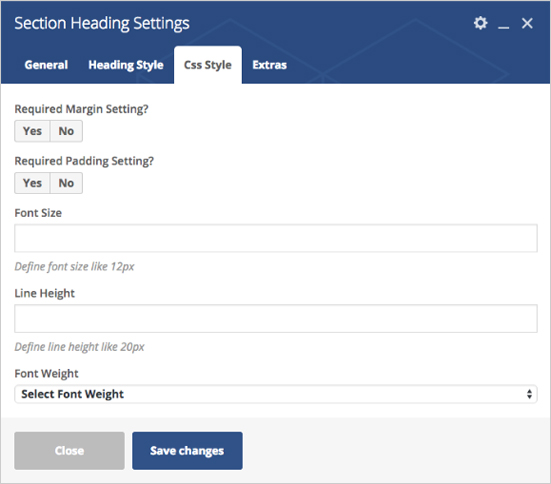 Section Heading Settings
General Heading Style Css Style Extras
Required Margin Setting?
Yes No
Required Padding Setting?
Yes No
Font Size
Define font size like 12px
Line Height
Define line height like 20px
Font Weight
Select Font Weight
Close Save changes